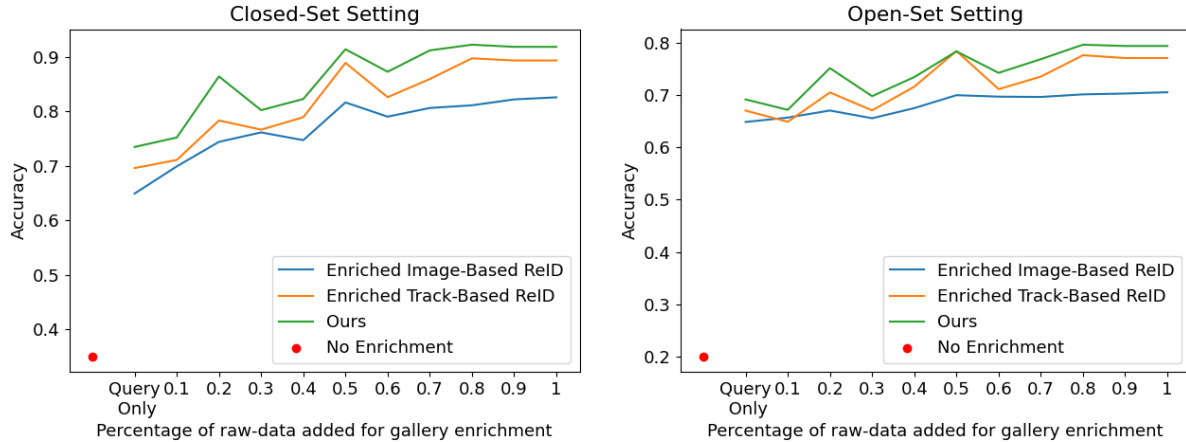 Closed-Set Setting
0.9
0.8
0.7
0.6
0.5
0.4
Accuracy
Enriched Image-Based ReID
Enriched Track-Based ReID
Ours
No Enrichment
Query Only 0.1 0.2 0.3 0.4 0.5 0.6 0.7 0.8 0.9 1
Percentage of raw-data added for gallery enrichment
Open-Set Setting
0.8
0.7
0.6
0.5
0.4
0.3
0.2
Accuracy
Enriched Image-Based ReID
Enriched Track-Based ReID
Ours
No Enrichment
Query Only 0.1 0.2 0.3 0.4 0.5 0.6 0.7 0.8 0.9 1
Percentage of raw-data added for gallery enrichment